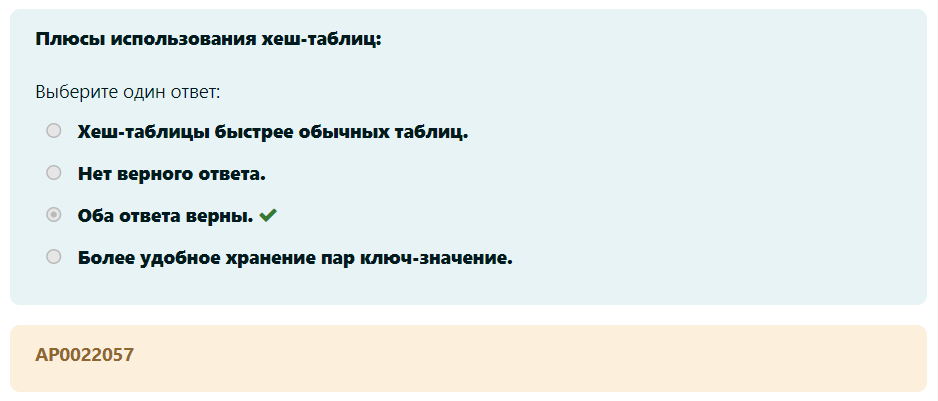 Плюсы использования хеш-таблиц:
Выберите один ответ:
Хеш-таблицы быстрее обычных таблиц.
Нет верного ответа.
Оба ответа верны.
Более удобное хранение пар ключ-значение.
AP0022057